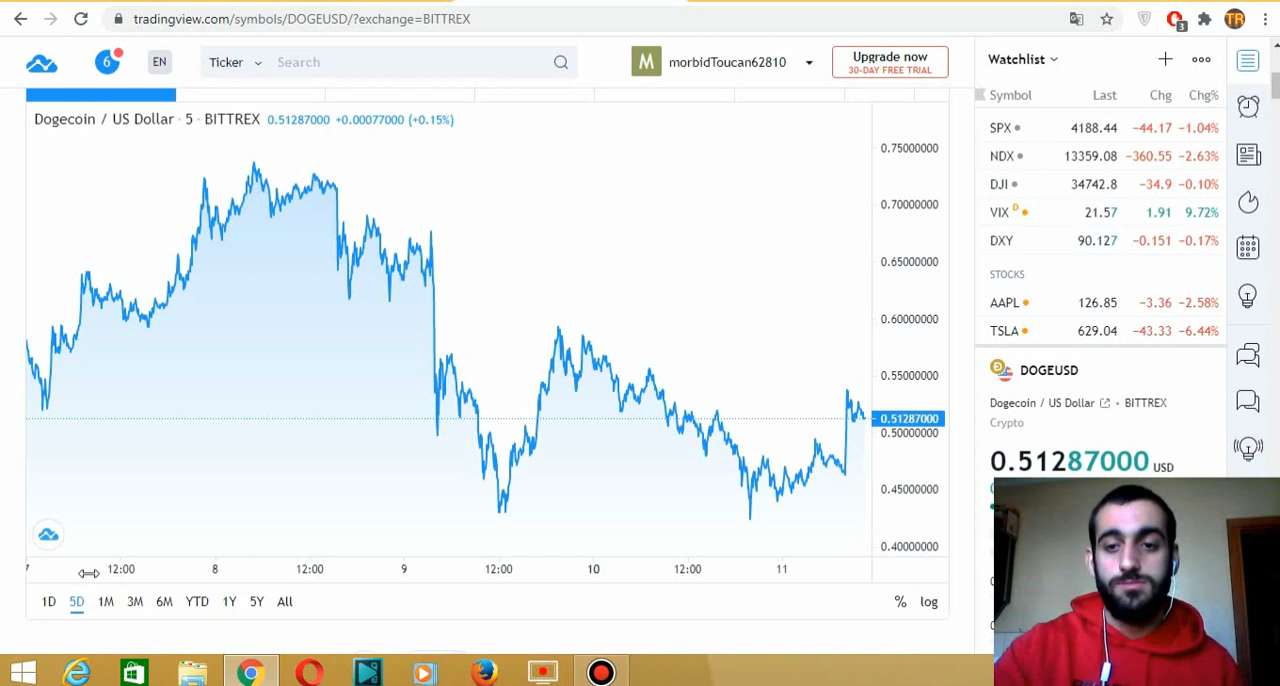 tradingview.com/symbols/DOGEUSD/?exchange=BITTREX
3
TR
6
EN
Ticker
Search
M
morbidToucan62810
Upgrade now
30-DAY FREE TRIAL
Watchlist
Symbol Last Chg Chg%
SPX 4188.44 -44.17 -1.04%
NDX 13359.08 -360.55 -2.63%
DJI 34742.8 -34.9 -0.10%
VIX D 21.57 1.91 9.72%
DXY 90.127 -0.151 -0.17%
STOCKS
AAPL 126.85 -3.36 -2.58%
TSLA 629.04 -43.33 -6.44%
DOGEUSD
Dogecoin / US Dollar • BITTREX
Crypto
0.51287000 USD
Dogecoin / US Dollar · 5 · BITTREX 0.51287000 +0.00077000 (+0.15%)
0.75000000
0.70000000
0.65000000
0.60000000
0.55000000
0.51287000
0.50000000
0.45000000
0.40000000
7 12:00 8 12:00 9 12:00 10 12:00 11
1D 5D 1M 3M 6M YTD 1Y 5Y All
% log